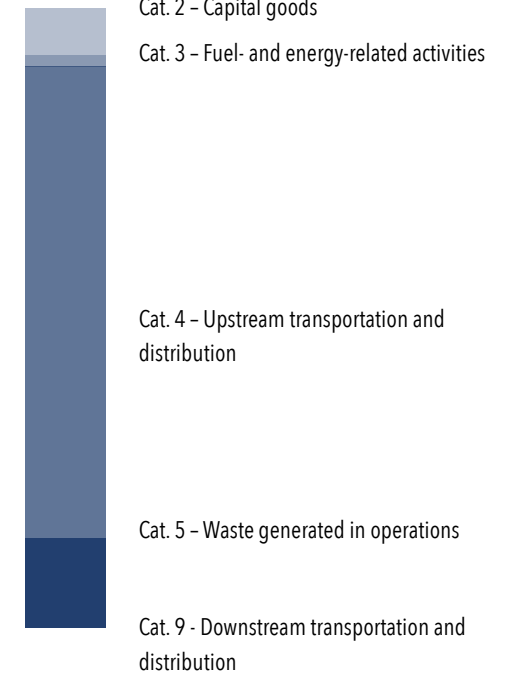 Cat. 2 – Capital goods
Cat. 3 – Fuel- and energy-related activities
Cat. 4 – Upstream transportation and
distribution
Cat. 5 – Waste generated in operations
Cat. 9 - Downstream transportation and
distribution